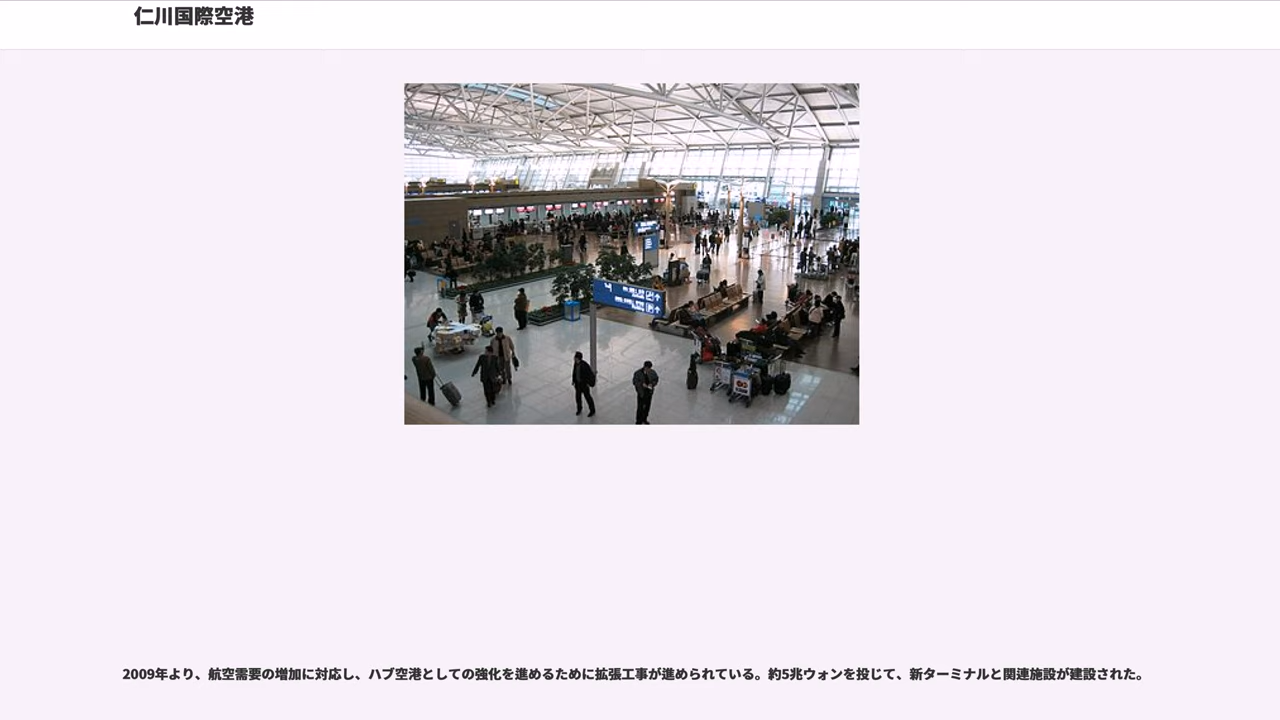 仁川国際空港
2009年より、航空需要の増加に対応し、ハブ空港としての強化を進めるために拡張工事が進められている。約5兆ウォンを投じて、新ターミナルと関連施設が建設された。